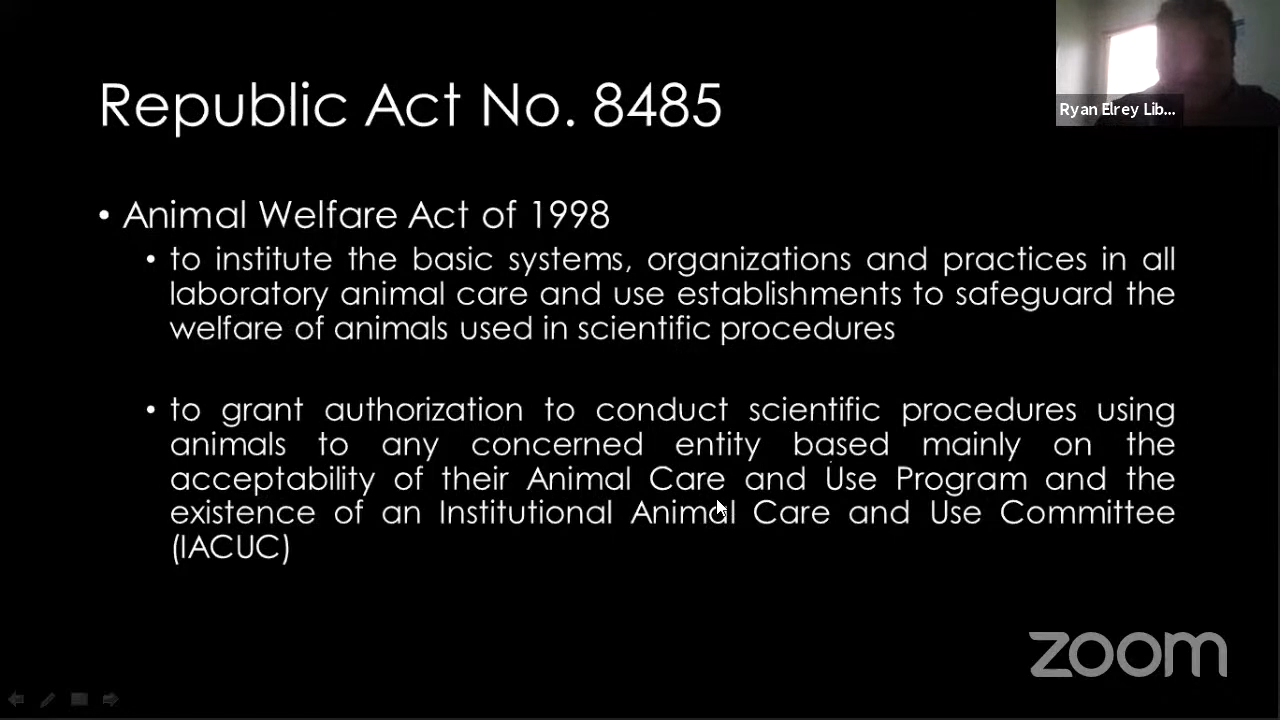 Republic Act No. 8485
Ryan Elrey Lib...
• Animal Welfare Act of 1998
• to institute the basic systems, organizations and practices in all
laboratory animal care and use establishments to safeguard the
welfare of animals used in scientific procedures
• to grant authorization to conduct scientific procedures using
animals to any concerned entity based mainly on the
acceptability of their Animal Care and Use Program and the
existence of an Institutional Animal Care and Use Committee
(IACUC)
zoom